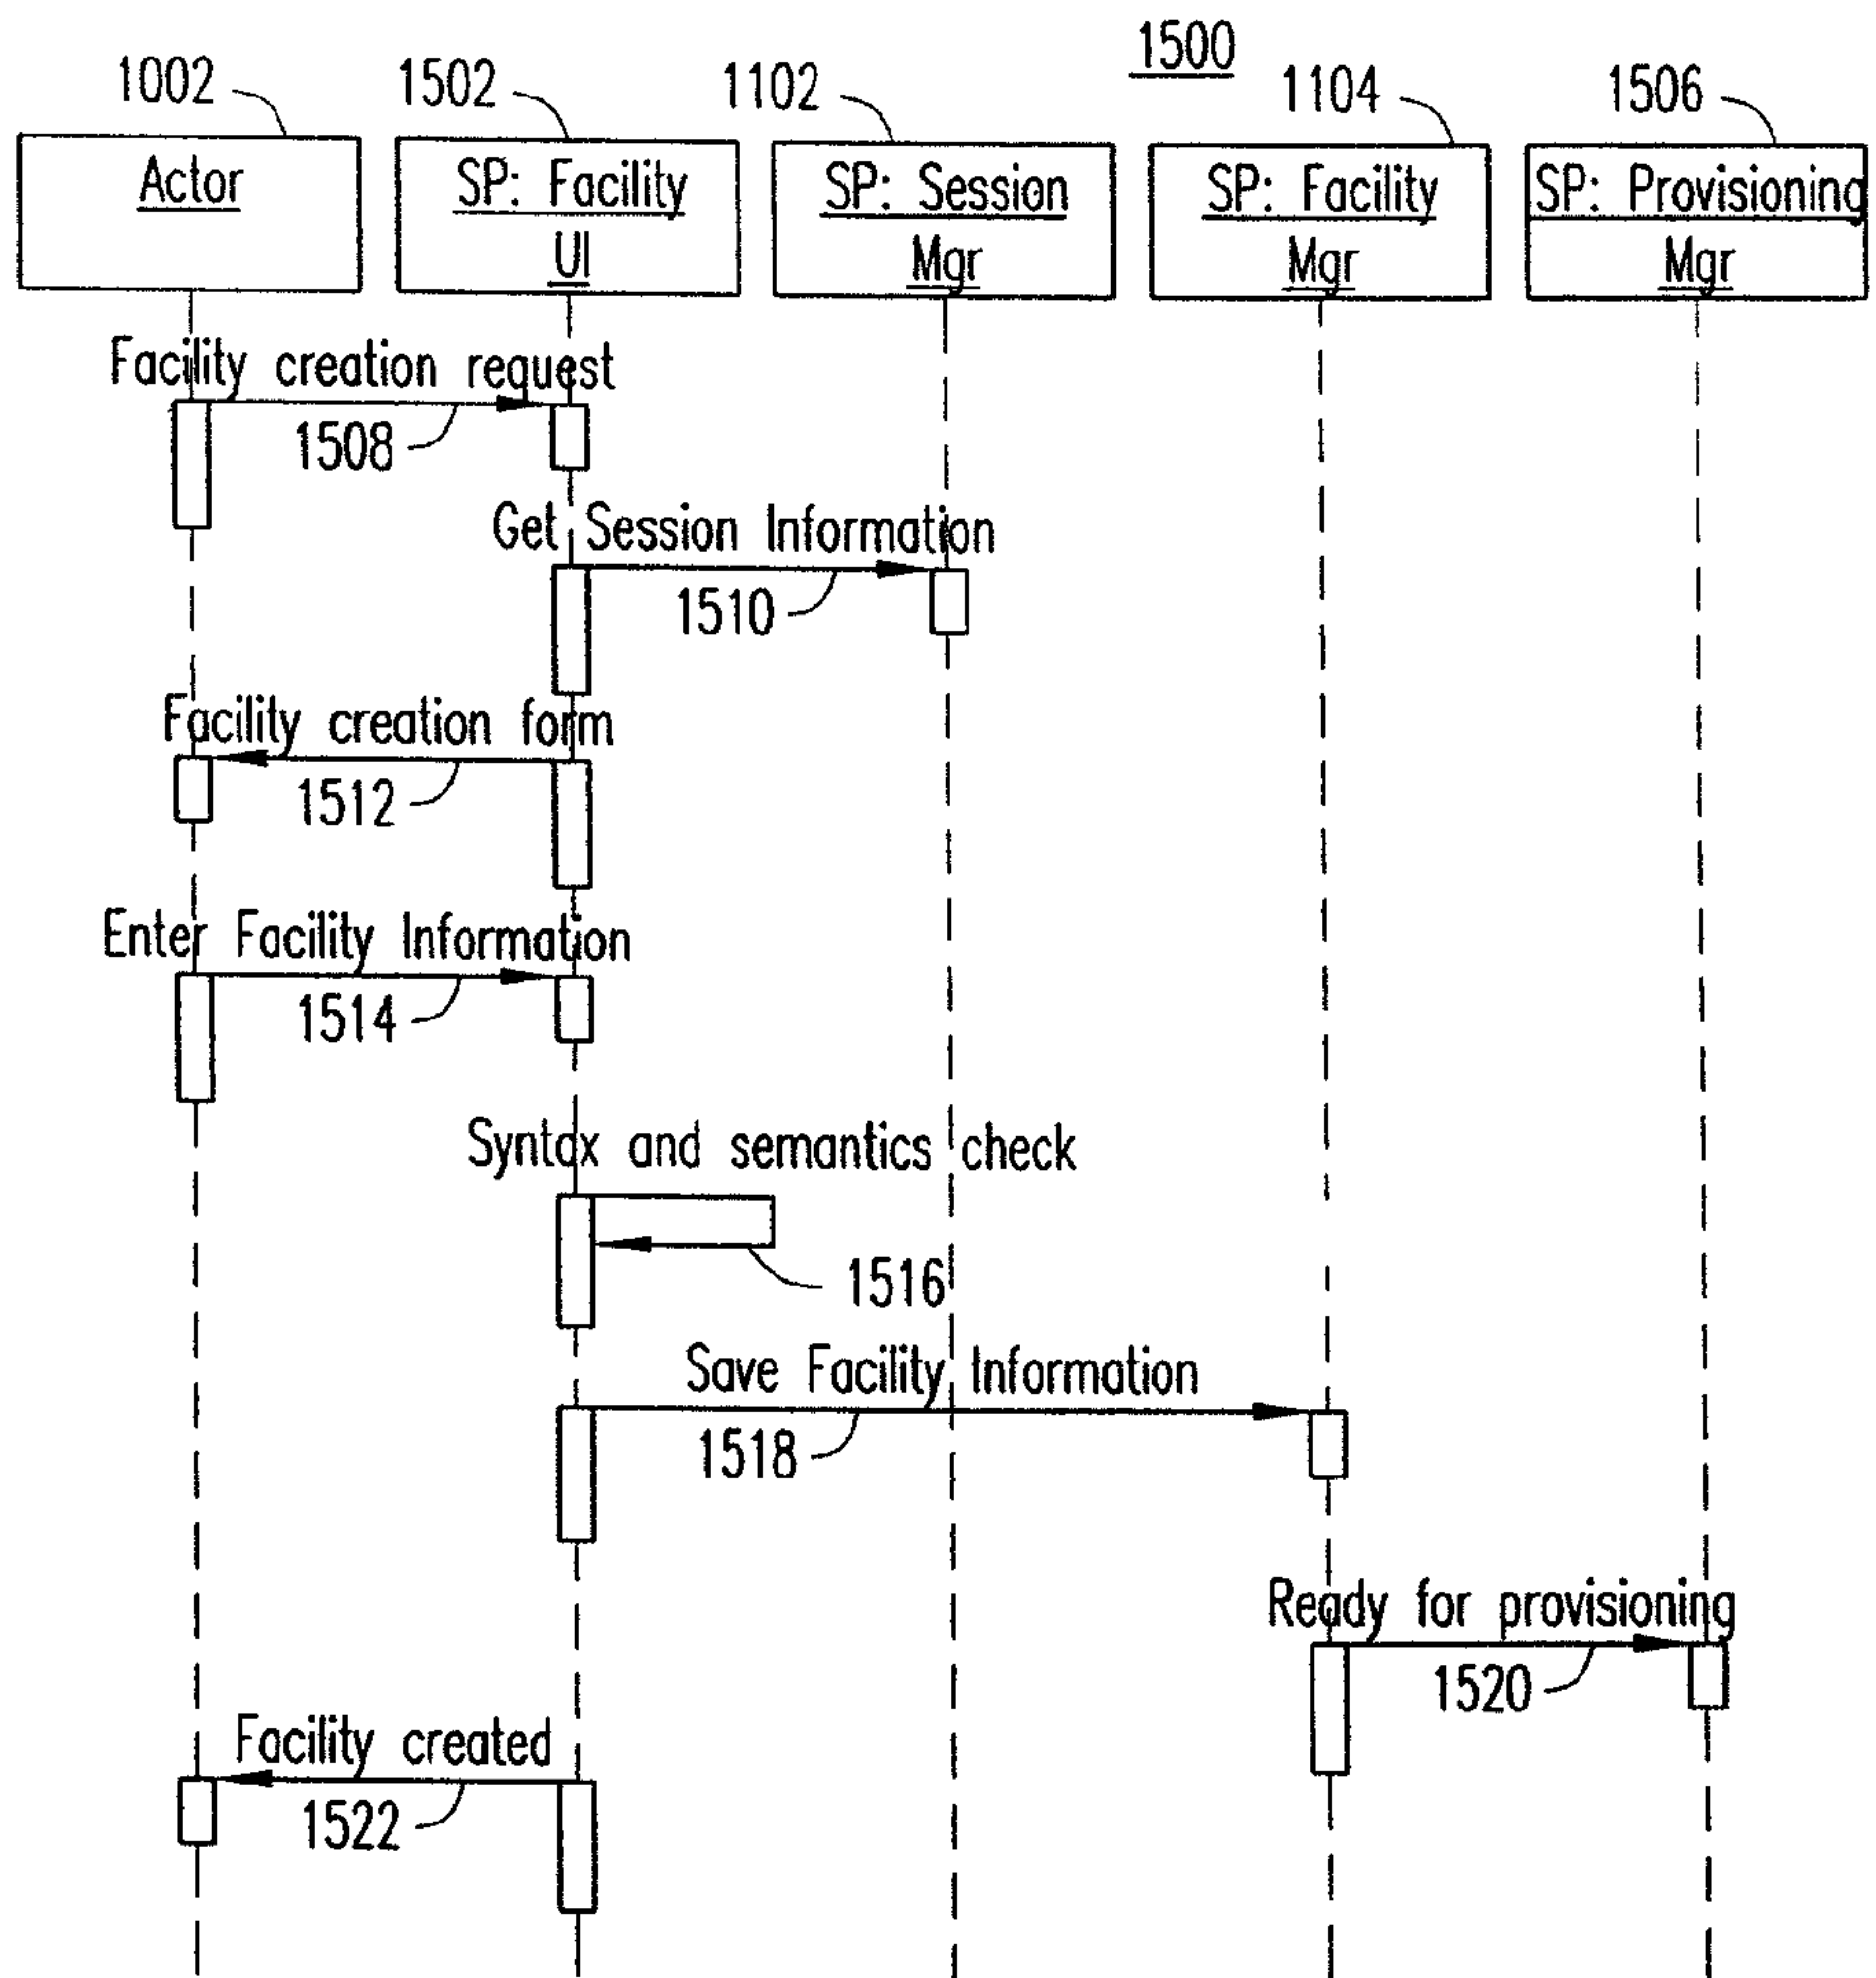 1500
1002
1502
1102
1104
1506
Actor
SP: Facility
UI
SP: Session
Mgr
SP: Facility
Mgr
SP: Provisioning
Mgr
Facility creation request
1508
Get Session Information
1510
Facility creation form
1512
Enter Facility Information
1514
Syntax and semantics check
1516
Save Facility Information
1518
Ready for provisioning
1520
Facility created
1522